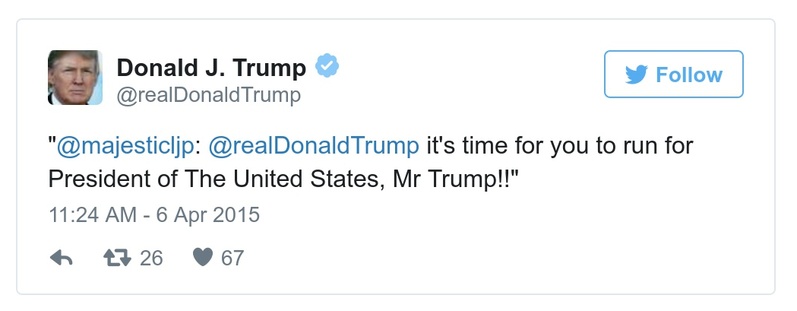 Donald J. Trump
@realDonaldTrump
Follow
"@majesticljp: @realDonaldTrump it's time for you to run for
President of The United States, Mr Trump!!"
11:24 AM - 6 Apr 2015
26 67